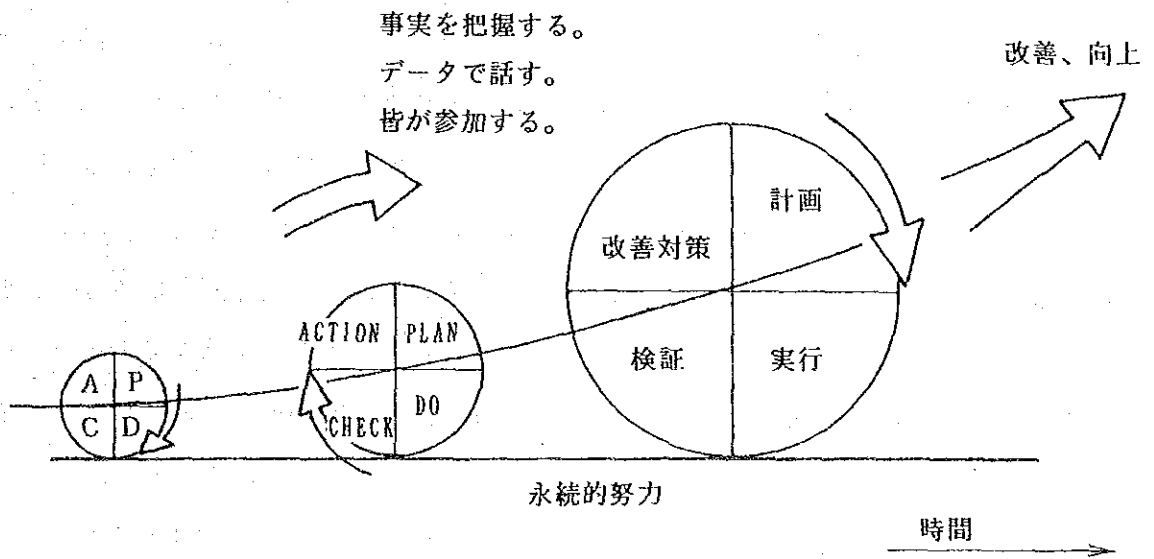 事実を把握する。
データで話す。
皆が参加する。
改善、向上
計画
改善対策
検証
実行
ACTION
PLAN
CHECK
DO
A
P
C
D
永続的努力
時間